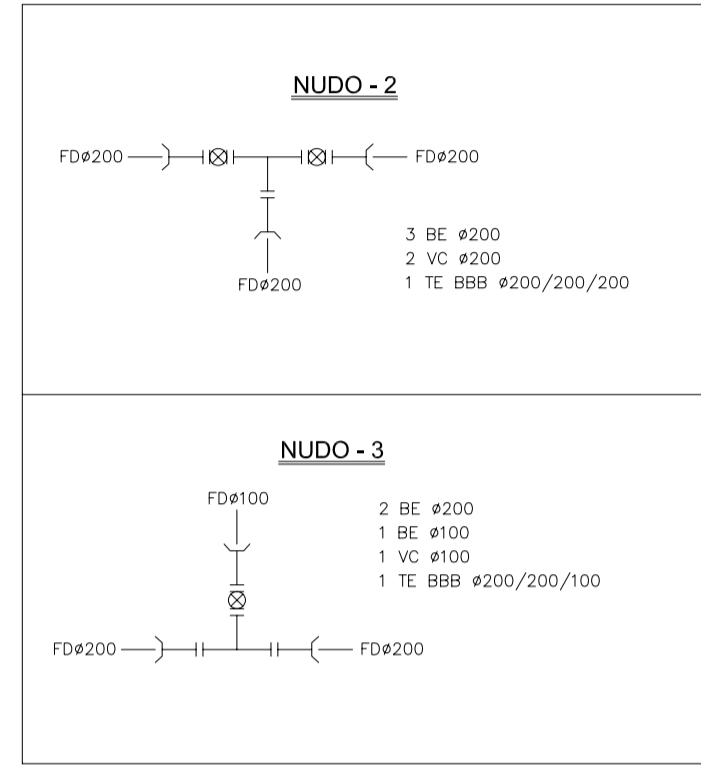 NUDO - 2
FDø200
FDø200
FDø200
3 BE ø200
2 VC ø200
1 TE BBB ø200/200/200
NUDO - 3
FDø100
2 BE ø200
1 BE ø100
1 VC ø100
1 TE BBB ø200/200/100
FDø200
FDø200